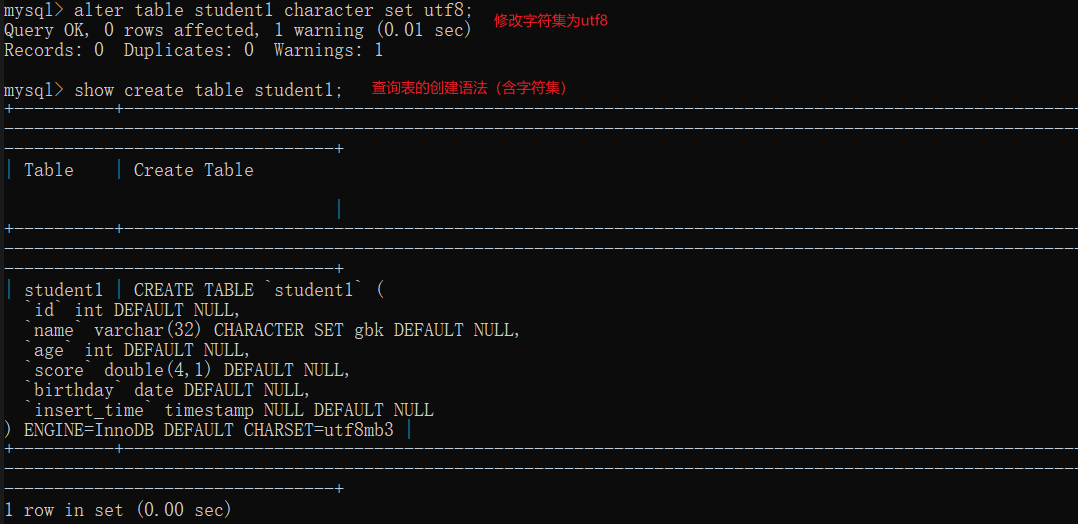 mysql> alter table student1 character set utf8;
修改字符集为utf8
Query OK, 0 rows affected, 1 warning (0.01 sec)
Records: 0  Duplicates: 0  Warnings: 1
mysql> show create table student1;
查询表的创建语法（含字符集）
| Table    | Create Table
|
| student1 | CREATE TABLE `student1` (
  `id` int DEFAULT NULL,
  `name` varchar(32) CHARACTER SET gbk DEFAULT NULL,
  `age` int DEFAULT NULL,
  `score` double(4,1) DEFAULT NULL,
  `birthday` date DEFAULT NULL,
  `insert_time` timestamp NULL DEFAULT NULL
) ENGINE=InnoDB DEFAULT CHARSET=utf8mb3 |
1 row in set (0.00 sec)